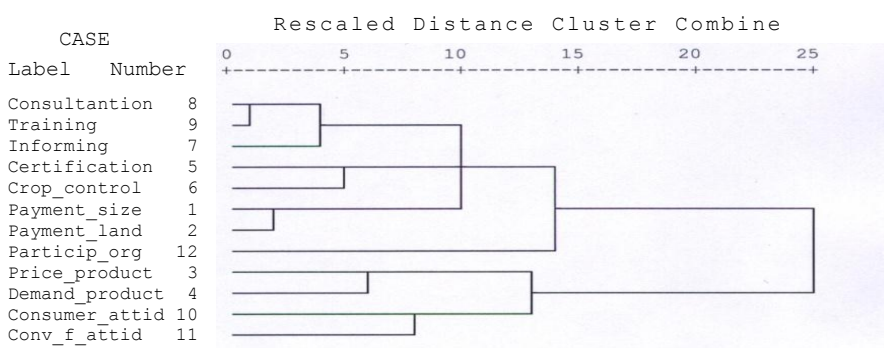 Rescaled Distance Cluster Combine
CASE
0 5 10 15 20 25
Label Number
Consultantion 8
Training 9
Informing 7
Certification 5
Crop_control 6
Payment_size 1
Payment_land 2
Particip_org 12
Price_product 3
Demand_product 4
Consumer_attid 10
Conv_f_attid 11